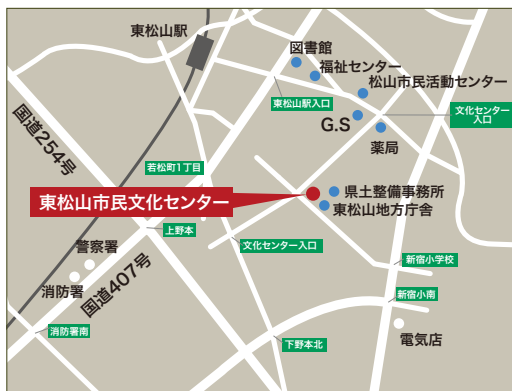 東松山駅
図書館
福祉センター
松山市民活動センター
東松山駅入口
文化センター
入口
G.S
薬局
国道254号
若松町1丁目
県土整備事務所
東松山市民文化センター
東松山地方庁舎
上野本
文化センター入口
警察署
新宿小学校
消防署
国道407号
新宿小南
消防署南
下野本北
電気店